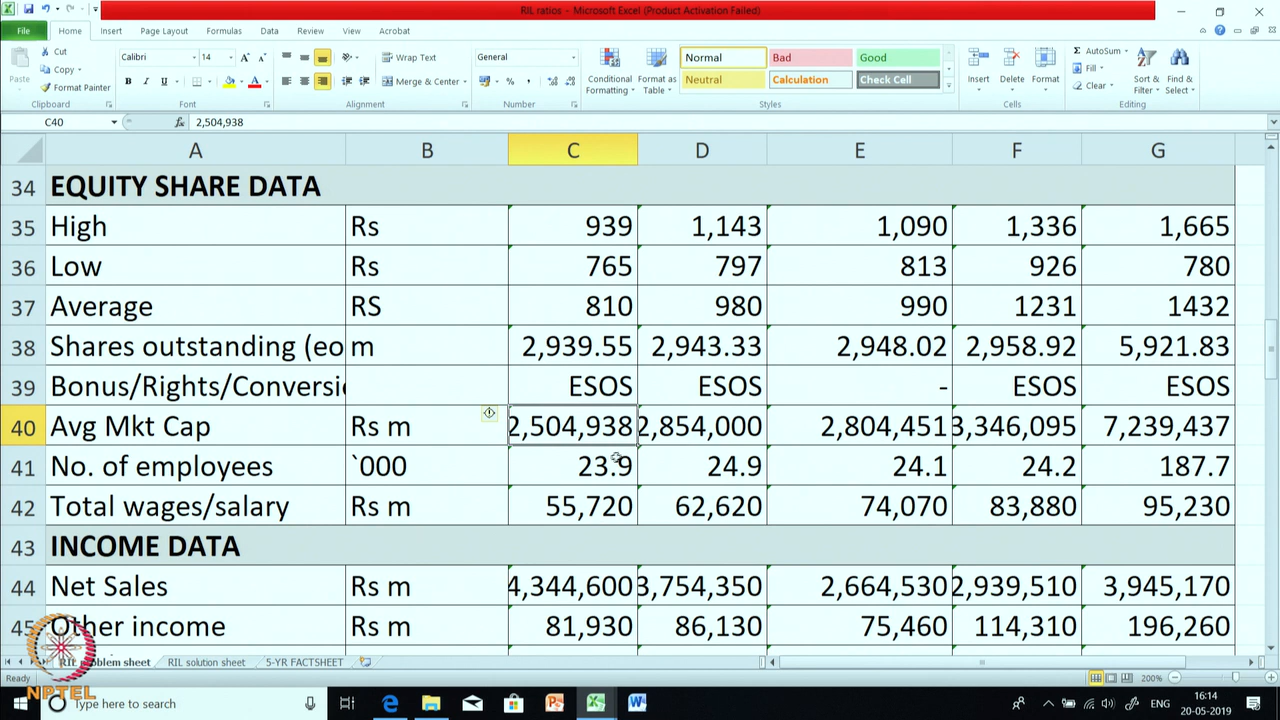 RIL ratios - Microsoft Excel (Product Activation Failed)
File Home Insert Page Layout Formulas Data Review View Acrobat
Cut
Copy
Format Painter
Paste
Clipboard
Calibri 14
B I U
Font
Wrap Text
Merge & Center
Alignment
General
Number
Conditional Formatting
Format as Table
Normal Bad Good
Neutral Calculation Check Cell
Styles
Insert Delete Format
Cells
AutoSum
Fill
Clear
Sort & Filter
Find & Select
Editing
C40 fx 2,504,938
A B C D E F G
34 EQUITY SHARE DATA
35 High Rs 939 1,143 1,090 1,336 1,665
36 Low Rs 765 797 813 926 780
37 Average RS 810 980 990 1231 1432
38 Shares outstanding (eo m 2,939.55 2,943.33 2,948.02 2,958.92 5,921.83
39 Bonus/Rights/Conversi ESOS ESOS - ESOS ESOS
40 Avg Mkt Cap Rs m 2,504,938 2,854,000 2,804,451 3,346,095 7,239,437
41 No. of employees `000 23.9 24.9 24.1 24.2 187.7
42 Total wages/salary Rs m 55,720 62,620 74,070 83,880 95,230
43 INCOME DATA
44 Net Sales Rs m 4,344,600 3,754,350 2,664,530 2,939,510 3,945,170
45 Other income Rs m 81,930 86,130 75,460 114,310 196,260
RIL problem sheet RIL solution sheet 5-YR FACTSHEET
Ready 200%
NPTEL
Type here to search
ENG
16:14
20-05-2019